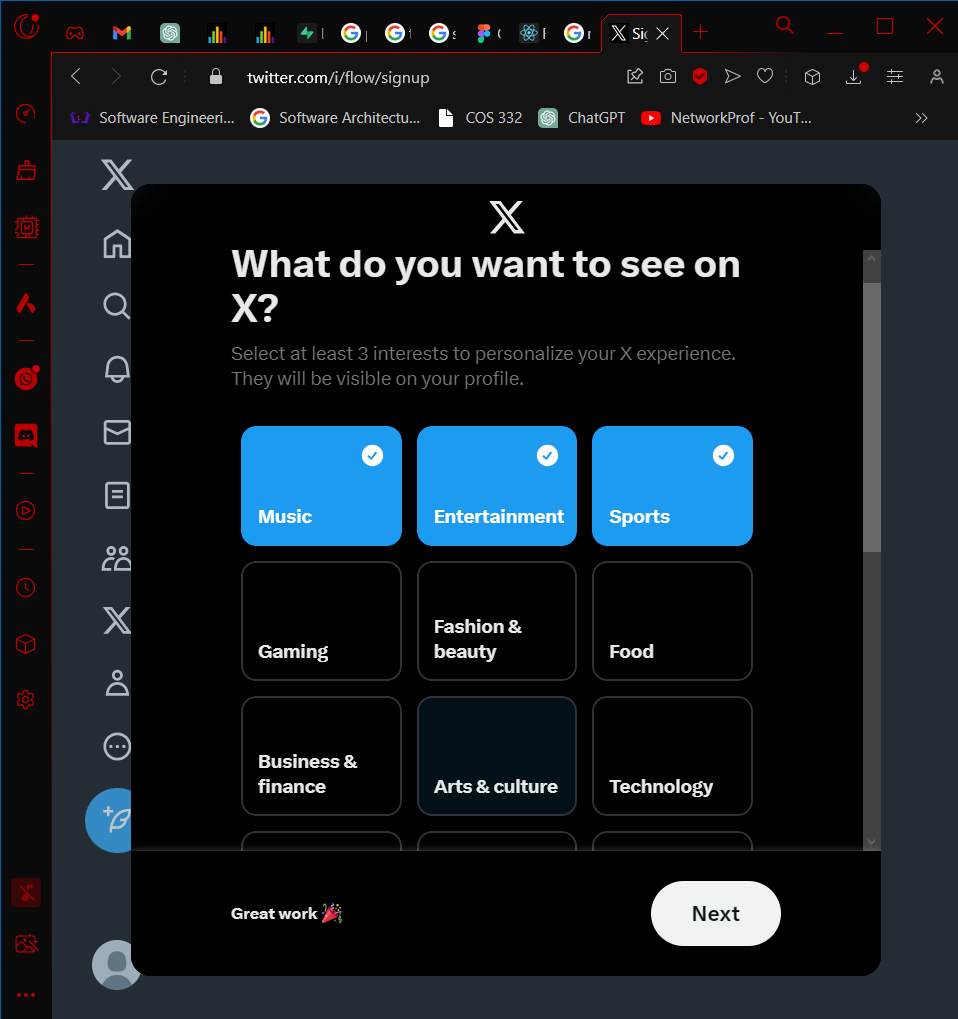 Sig
twitter.com/i/flow/signup
Software Engineeri...
Software Architectu...
COS 332
ChatGPT
NetworkProf - YouT...
What do you want to see on
X?
Select at least 3 interests to personalize your X experience.
They will be visible on your profile.
Music
Entertainment
Sports
Gaming
Fashion &
beauty
Food
Business &
finance
Arts & culture
Technology
Great work 🎉
Next